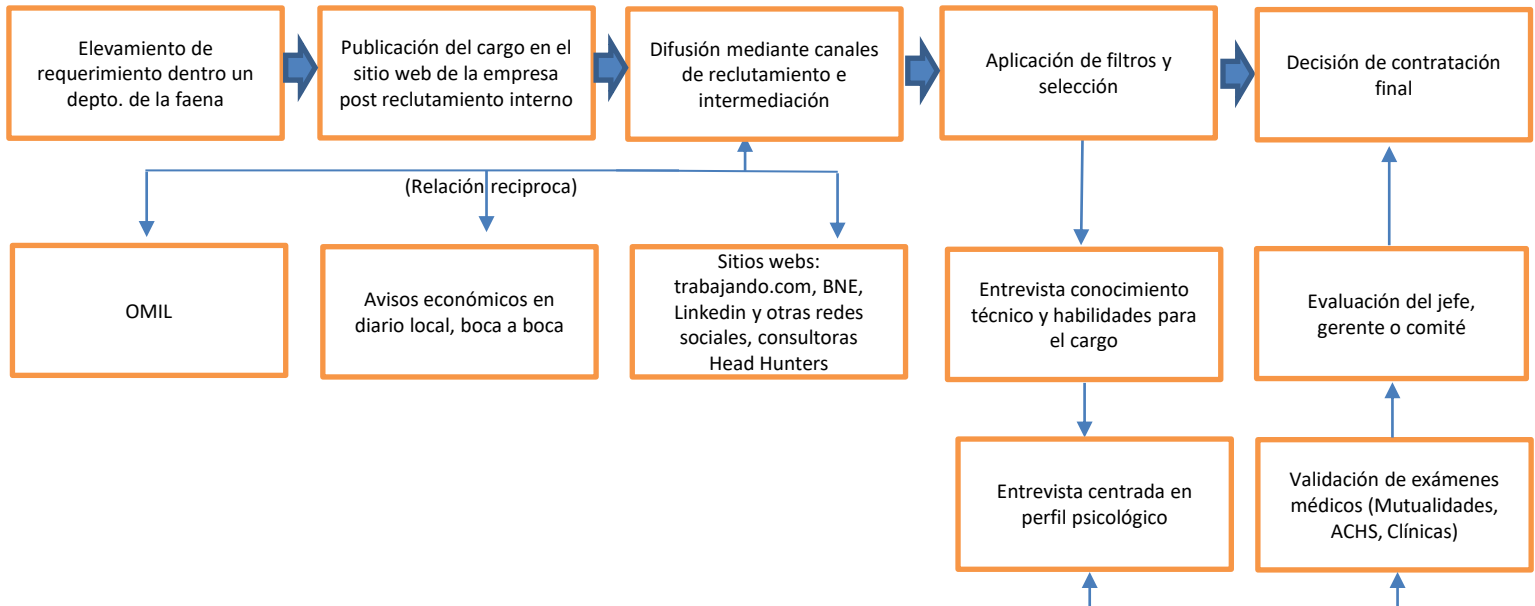 Elevamiento de
requerimiento dentro un
depto. de la faena
Publicación del cargo en el
sitio web de la empresa
post reclutamiento interno
Difusión mediante canales
de reclutamiento e
intermediación
Aplicación de filtros y
selección
Decisión de contratación
final
(Relación reciproca)
OMIL
Avisos económicos en
diario local, boca a boca
Sitios webs:
trabajando.com, BNE,
Linkedin y otras redes
sociales, consultoras
Head Hunters
Entrevista conocimiento
técnico y habilidades para
el cargo
Evaluación del jefe,
gerente o comité
Entrevista centrada en
perfil psicológico
Validación de exámenes
médicos (Mutualidades,
ACHS, Clínicas)